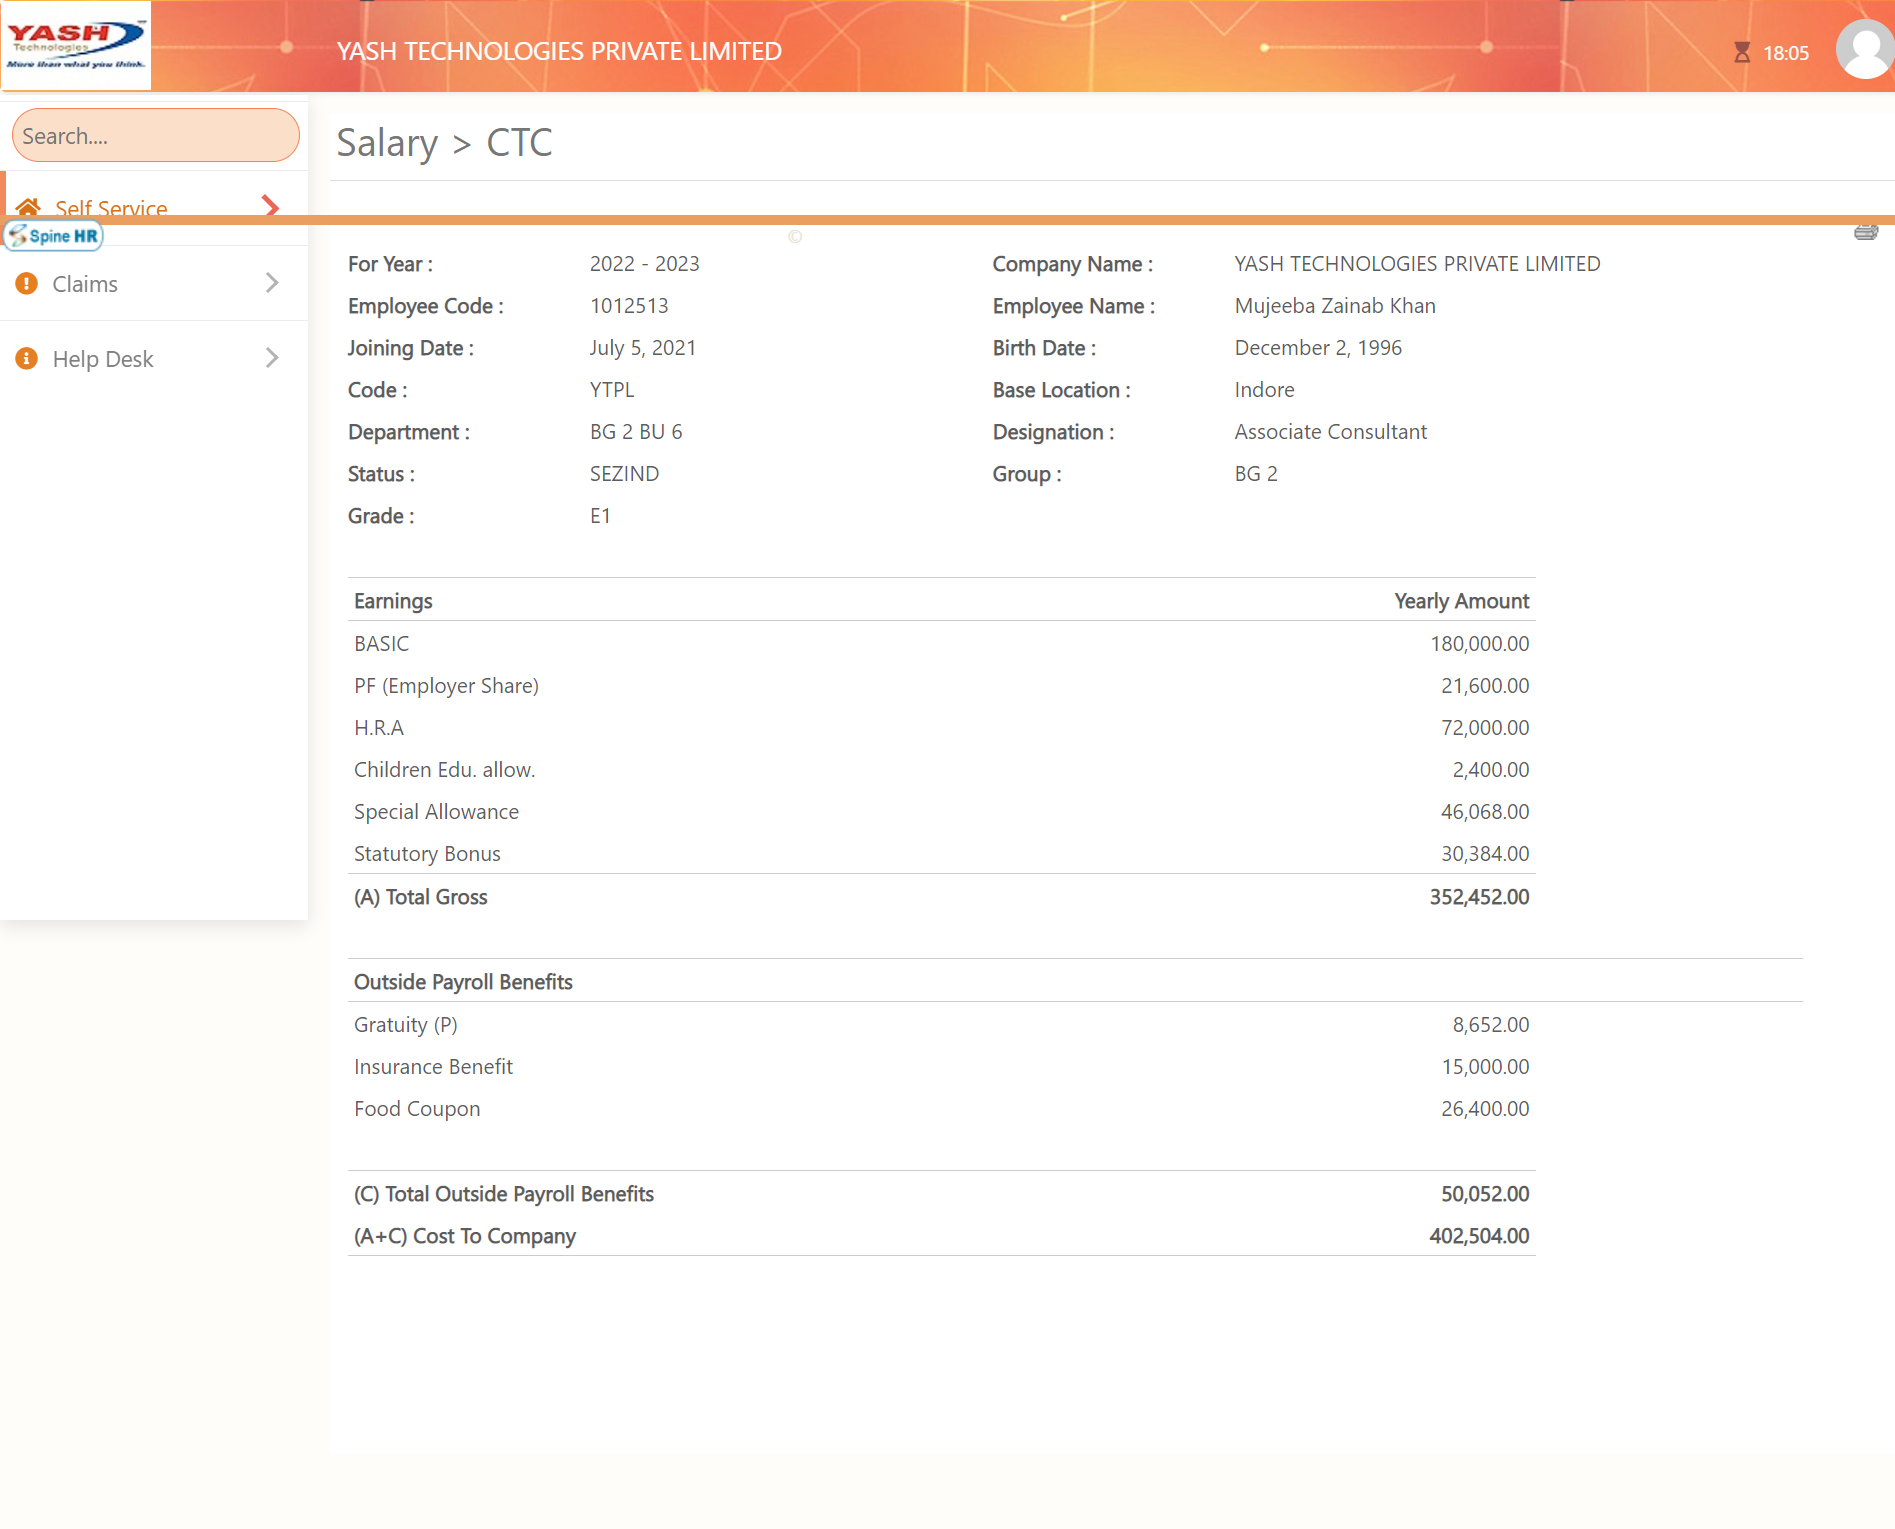 YASH
Technologies
More than what you think.
YASH TECHNOLOGIES PRIVATE LIMITED
18:05
Search....
Salary > CTC
Self Service
Spine HR
©
Claims
Help Desk
For Year : 2022 - 2023 Company Name : YASH TECHNOLOGIES PRIVATE LIMITED
Employee Code : 1012513 Employee Name : Mujeeba Zainab Khan
Joining Date : July 5, 2021 Birth Date : December 2, 1996
Code : YTPL Base Location : Indore
Department : BG 2 BU 6 Designation : Associate Consultant
Status : SEZIND Group : BG 2
Grade : E1
Earnings Yearly Amount
BASIC 180,000.00
PF (Employer Share) 21,600.00
H.R.A 72,000.00
Children Edu. allow. 2,400.00
Special Allowance 46,068.00
Statutory Bonus 30,384.00
(A) Total Gross 352,452.00
Outside Payroll Benefits
Gratuity (P) 8,652.00
Insurance Benefit 15,000.00
Food Coupon 26,400.00
(C) Total Outside Payroll Benefits 50,052.00
(A+C) Cost To Company 402,504.00